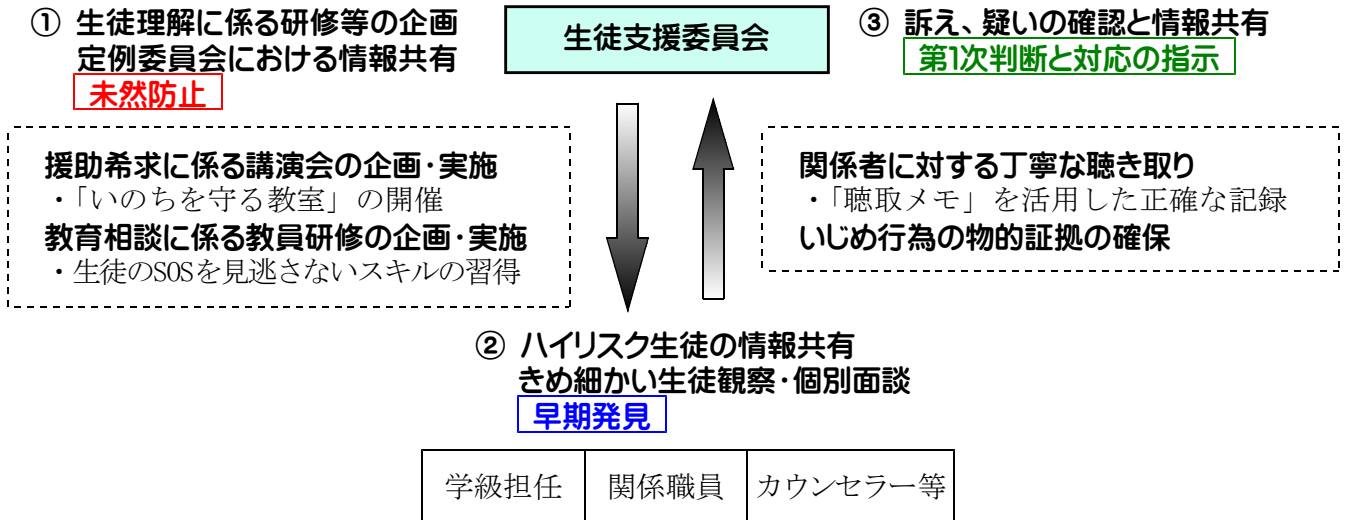 ① 生徒理解に係る研修等の企画
定例委員会における情報共有
未然防止
生徒支援委員会
③ 訴え、疑いの確認と情報共有
第1次判断と対応の指示
援助希求に係る講演会の企画・実施
・「いのちを守る教室」の開催
教育相談に係る教員研修の企画・実施
・生徒のSOSを見逃さないスキルの習得
関係者に対する丁寧な聴き取り
・「聴取メモ」を活用した正確な記録
いじめ行為の物的証拠の確保
② ハイリスク生徒の情報共有
きめ細かい生徒観察・個別面談
早期発見
学級担任
関係職員
カウンセラー等